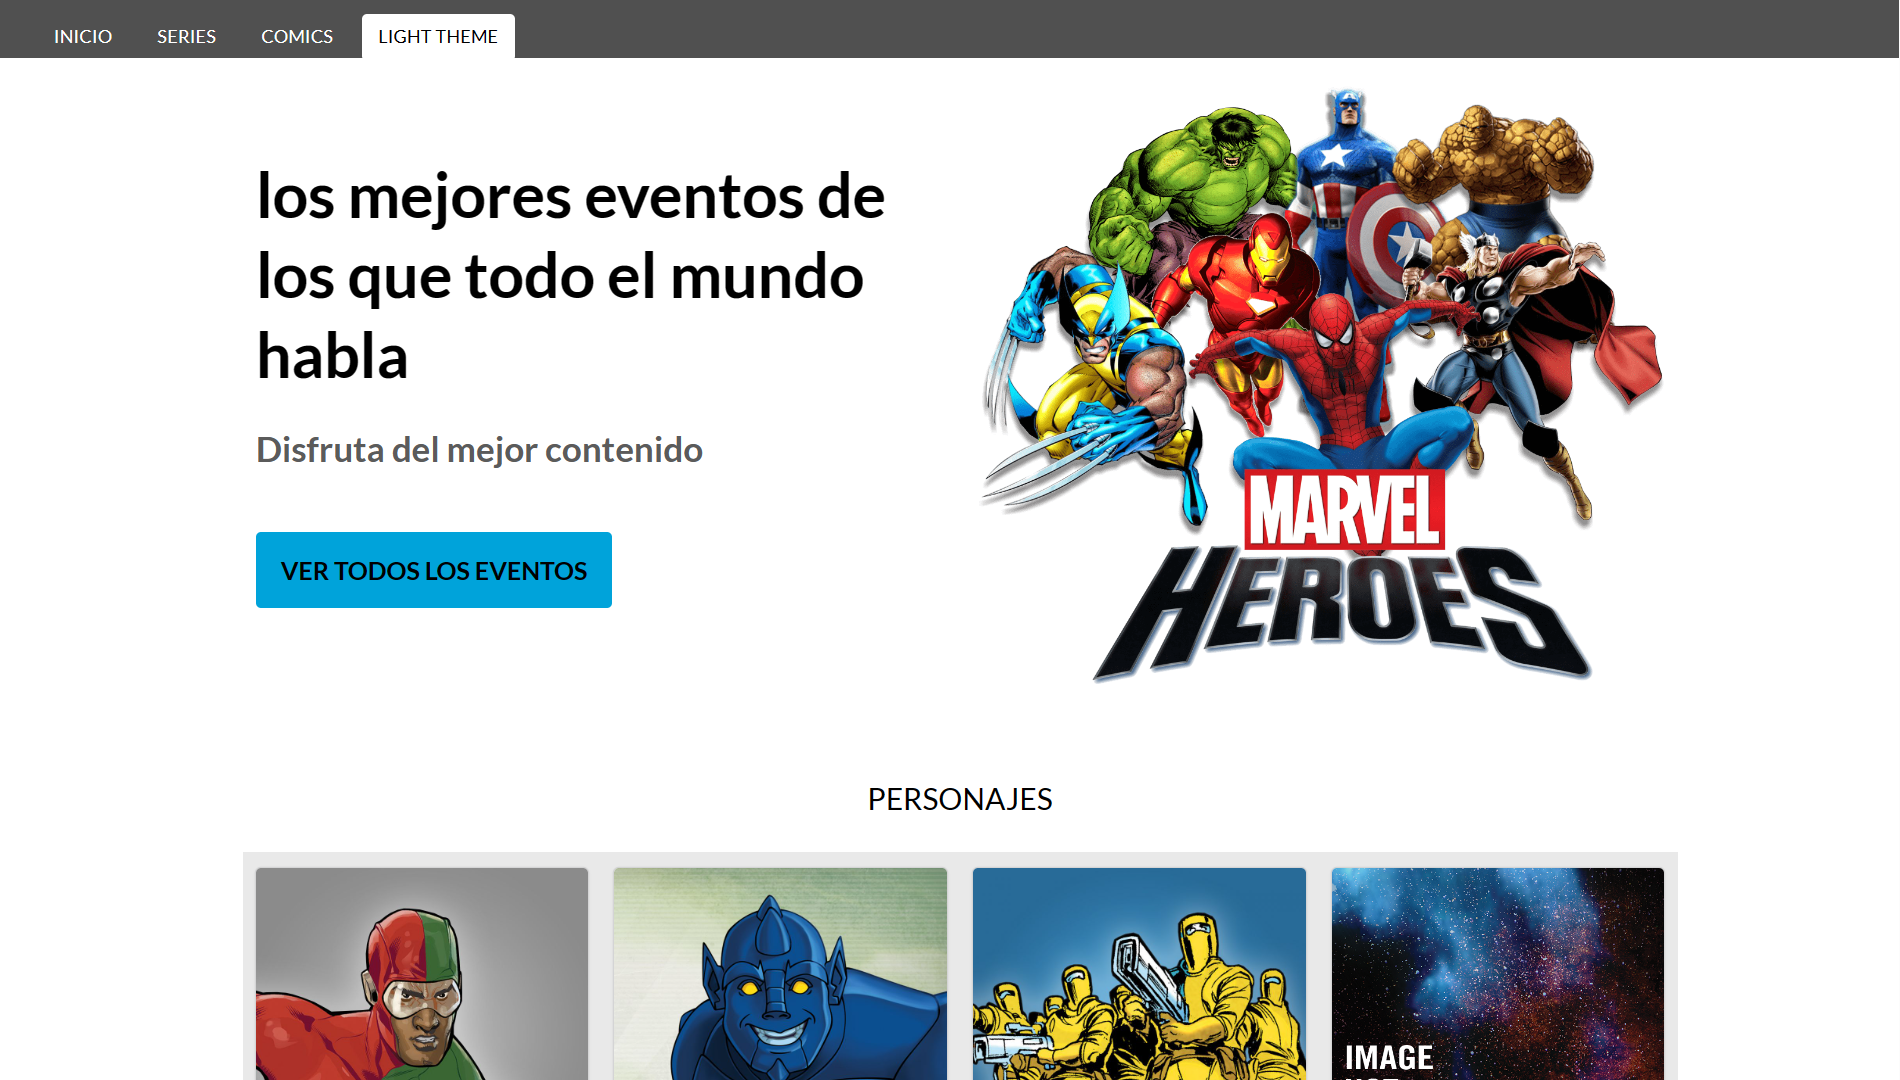 INICIO SERIES COMICS LIGHT THEME
los mejores eventos de
los que todo el mundo
habla
Disfruta del mejor contenido
VER TODOS LOS EVENTOS
MARVEL
HEROES
PERSONAJES
IMAGE